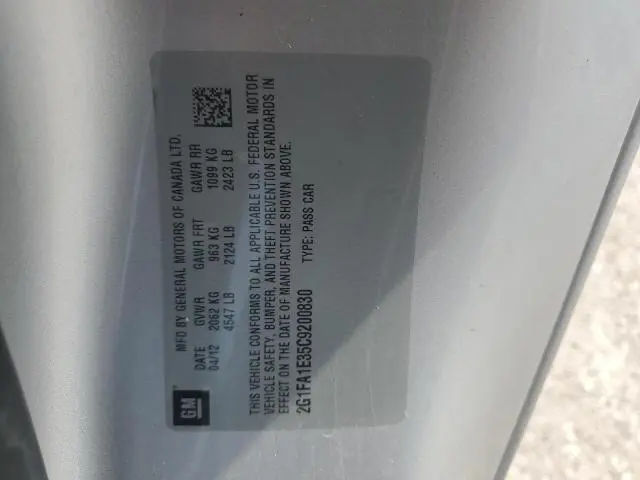 GM
MFD BY GENERAL MOTORS OF CANADA LTD.
DATE GVWR GAWR FRT GAWR RR
04/12 2062 KG 963 KG 1099 KG
4547 LB 2124 LB 2423 LB
THIS VEHICLE CONFORMS TO ALL APPLICABLE U.S. FEDERAL MOTOR
VEHICLE SAFETY, BUMPER, AND THEFT PREVENTION STANDARDS IN
EFFECT ON THE DATE OF MANUFACTURE SHOWN ABOVE.
2G1FA1E35C9200830 TYPE: PASS CAR